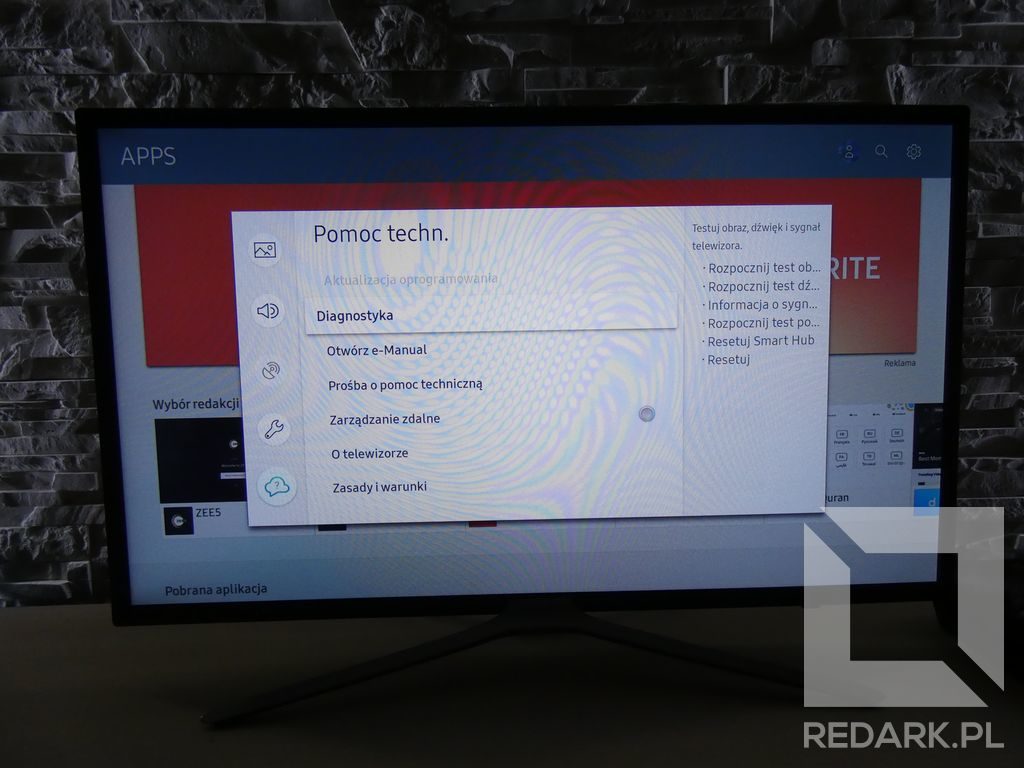 APPS
Pomoc techn.
Aktualizacja oprogramowania
Diagnostyka
Otwórz e-Manual
Prośba o pomoc techniczną
Zarządzanie zdalne
O telewizorze
Zasady i warunki
Testuj obraz, dźwięk i sygnał
telewizora.
· Rozpocznij test ob...
· Rozpocznij test dź...
· Informacja o sygn...
· Rozpocznij test po...
· Resetuj Smart Hub
· Resetuj
RITE
Reklama
Wybór redakcji
ZEE5
uran
Pobrana aplikacja
REDARK.PL